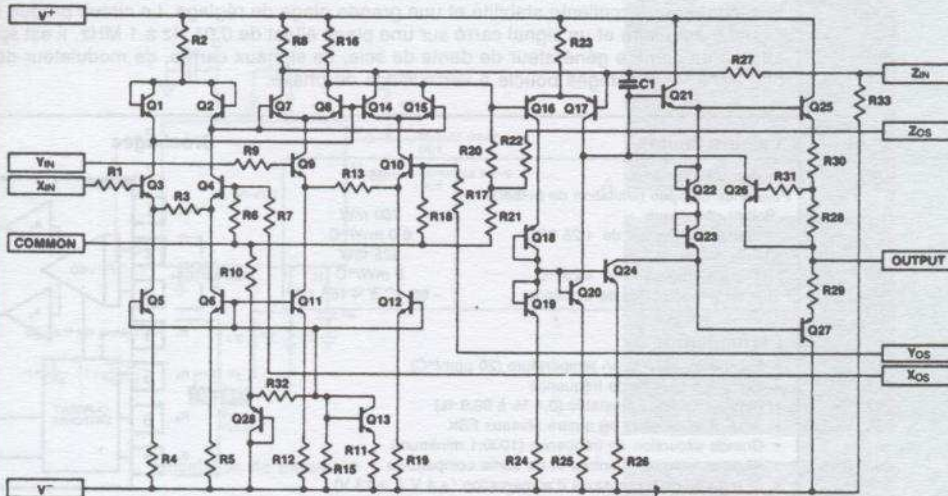 V+
R2
R8
R16
R23
R27
ZIN
C1
Q1
Q2
Q7
Q8
Q14
Q15
Q16
Q17
Q21
Q25
R33
ZOS
R22
R20
R30
YIN
R9
Q9
Q10
R13
R17
Q22
Q26
R31
XIN
R1
Q3
Q4
R3
R6
R7
R18
R21
Q23
R28
COMMON
Q18
OUTPUT
R10
Q24
Q5
Q6
Q11
Q12
Q19
Q20
R29
Q27
YOS
XOS
R32
Q28
Q13
R4
R5
R12
R15
R11
R19
R24
R25
R26
V-